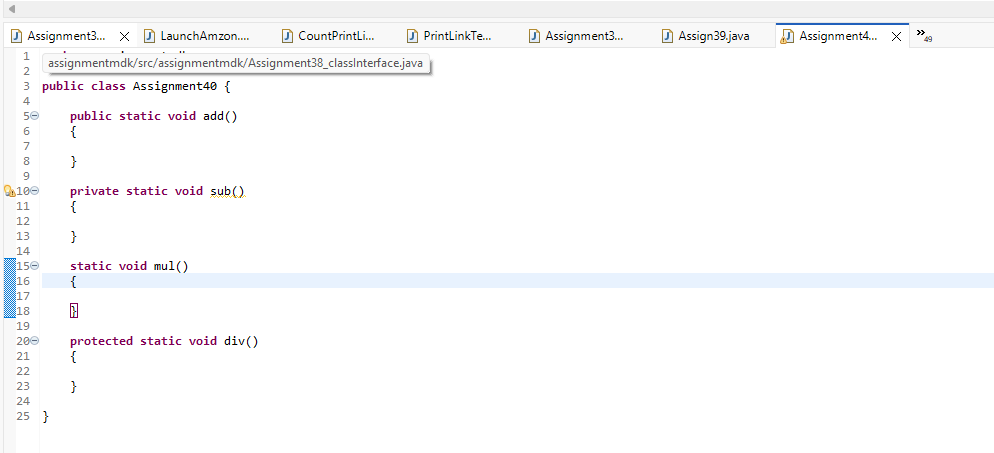 Assignment3... LaunchAmzon.... CountPrintLi... PrintLinkTe... Assignment3... Assign39.java Assignment4... 49
1
assignmentmdk/src/assignmentmdk/Assignment38_classInterface.java
2
3 public class Assignment40 {
4
5 public static void add()
6 {
7
8 }
9
10 private static void sub()
11 {
12
13 }
14
15 static void mul()
16 {
17
18 }
19
20 protected static void div()
21 {
22
23 }
24
25 }